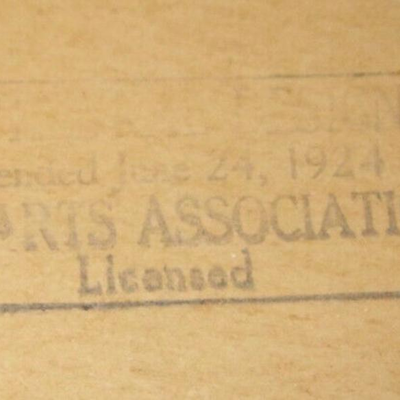 ended June 24, 1924
ARTS ASSOCIATI
Licensed